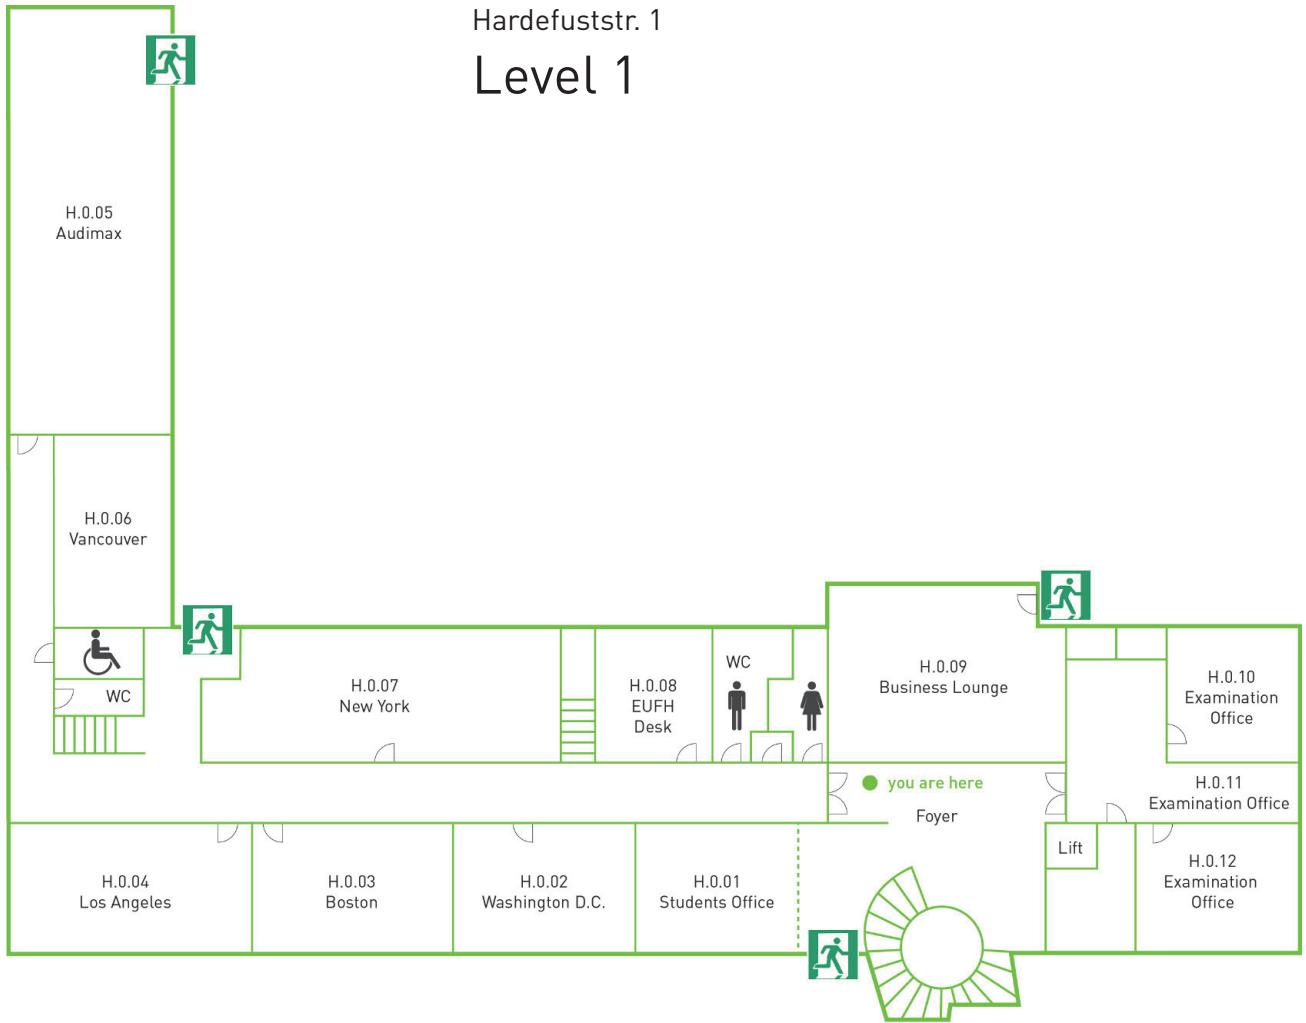 Hardefuststr. 1
Level 1
H.0.05
Audimax
H.0.06
Vancouver
WC
H.0.07
New York
H.0.08
EUFH
Desk
WC
H.0.09
Business Lounge
H.0.10
Examination
Office
you are here
Foyer
H.0.11
Examination Office
Lift
H.0.04
Los Angeles
H.0.03
Boston
H.0.02
Washington D.C.
H.0.01
Students Office
H.0.12
Examination
Office